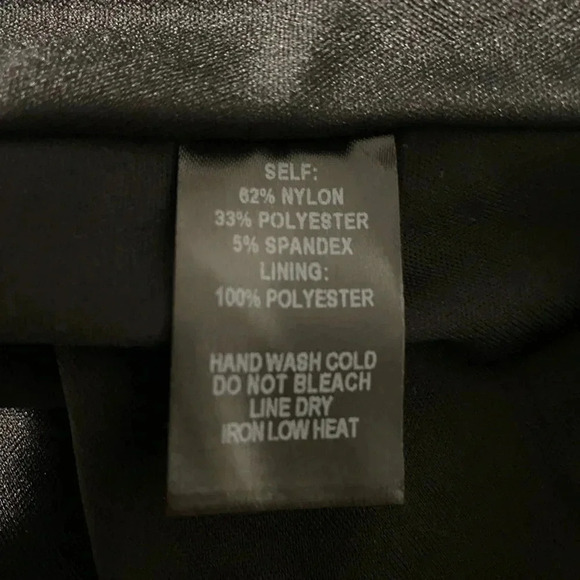 SELF:
62% NYLON
33% POLYESTER
5% SPANDEX
LINING:
100% POLYESTER
HAND WASH COLD
DO NOT BLEACH
LINE DRY
IRON LOW HEAT